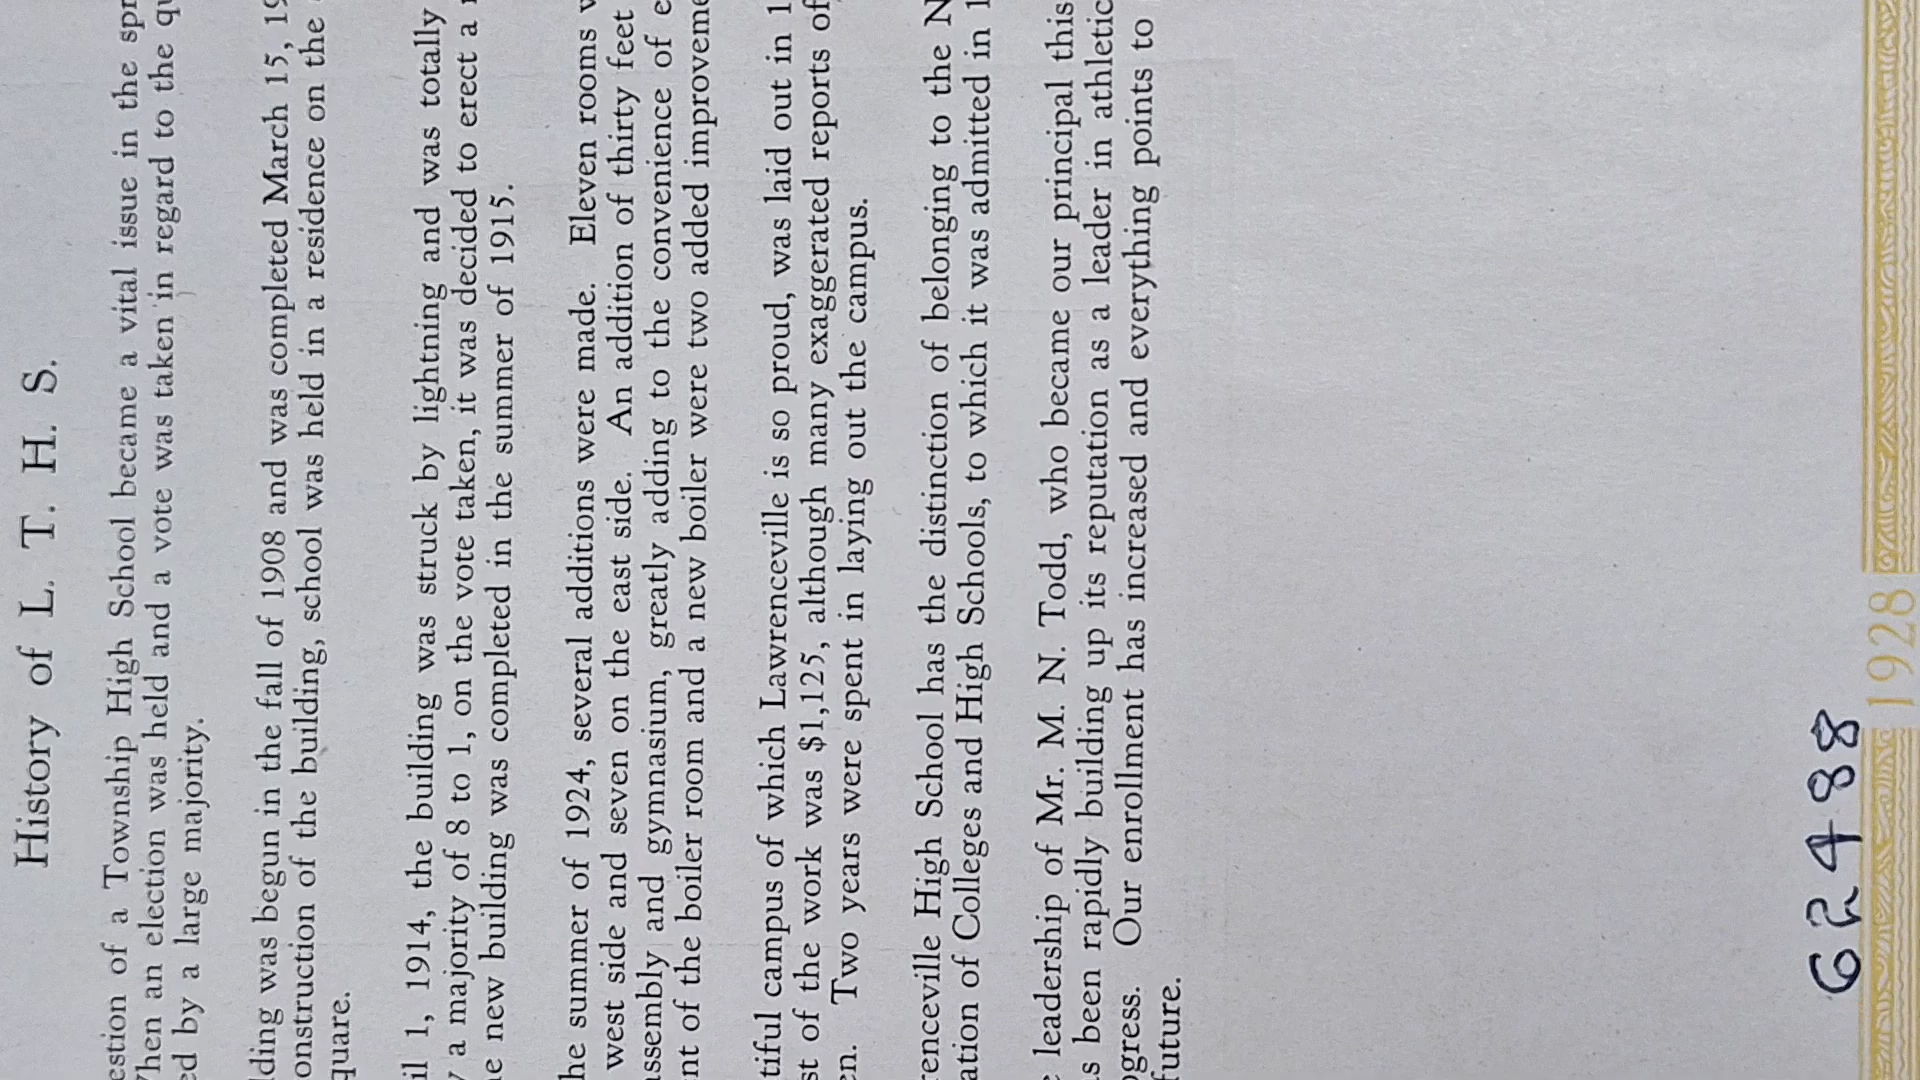 History of L. T. H. S.
estion of a Township High School became a vital issue in the spr
hen an election was held and a vote was taken in regard to the qu
ed by a large majority.
lding was begun in the fall of 1908 and was completed March 15, 19
onstruction of the building, school was held in a residence on the
quare.
il 1, 1914, the building was struck by lightning and was totally
y a majority of 8 to 1, on the vote taken, it was decided to erect a
e new building was completed in the summer of 1915.
he summer of 1924, several additions were made. Eleven rooms w
west side and seven on the east side. An addition of thirty feet
assembly and gymnasium, greatly adding to the convenience of e
nt of the boiler room and a new boiler were two added improveme
tiful campus of which Lawrenceville is so proud, was laid out in 1
st of the work was $1,125, although many exaggerated reports of
en. Two years were spent in laying out the campus.
renceville High School has the distinction of belonging to the N
ation of Colleges and High Schools, to which it was admitted in 1
e leadership of Mr. M. N. Todd, who became our principal this
s been rapidly building up its reputation as a leader in athletic
ogress. Our enrollment has increased and everything points to
future.
62488
1928